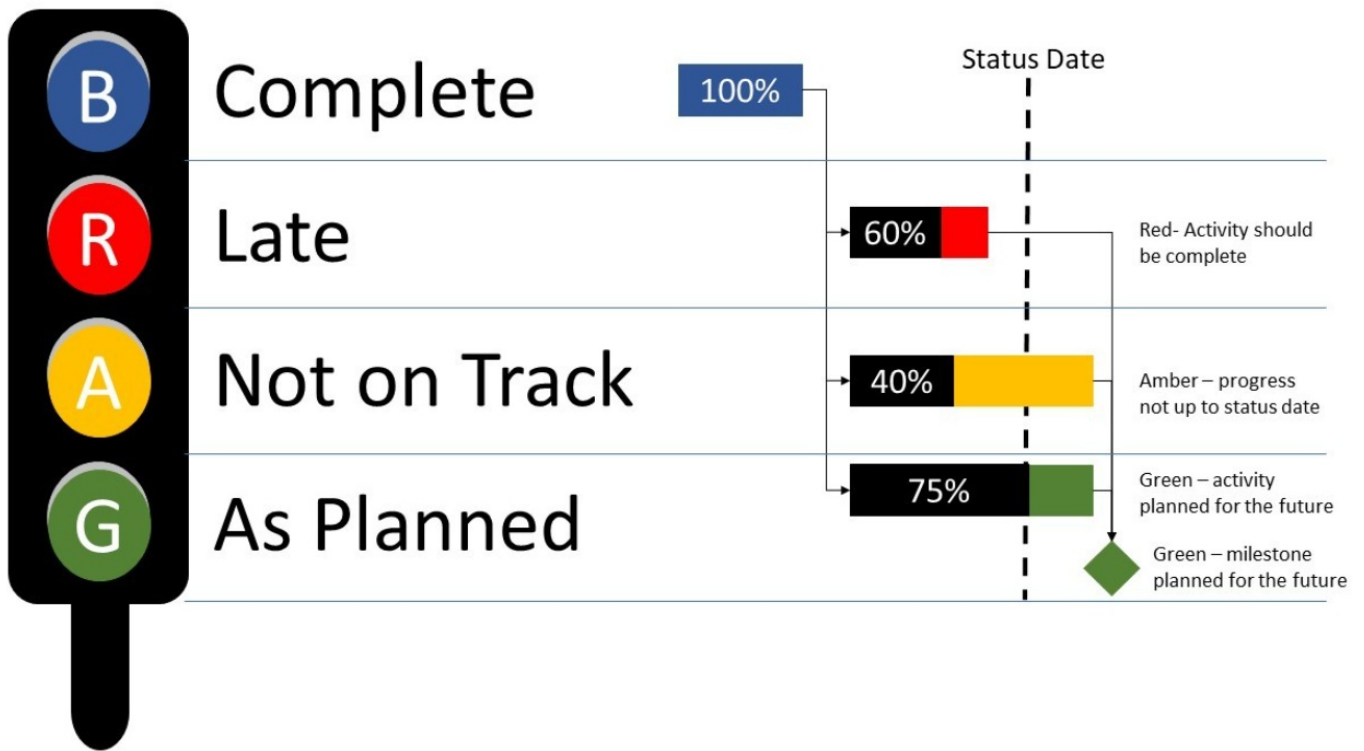 Status Date
B
Complete
100%
R
Late
60%
Red- Activity should
be complete
A
Not on Track
40%
Amber – progress
not up to status date
G
As Planned
75%
Green – activity
planned for the future
Green – milestone
planned for the future